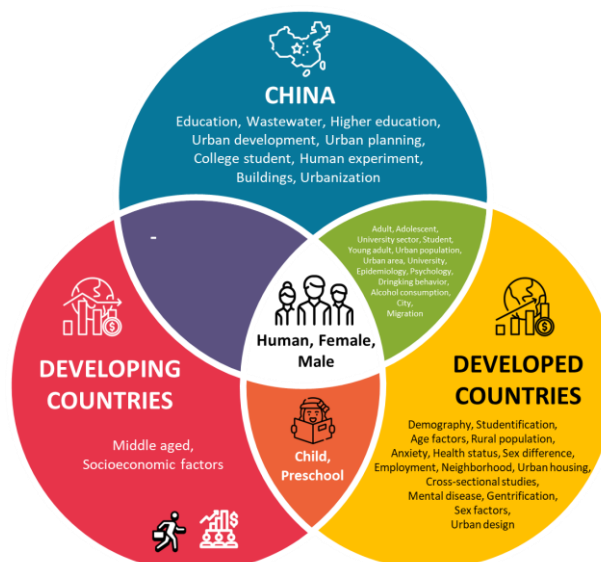 CHINA
Education, Wastewater, Higher education,
Urban development, Urban planning,
College student, Human experiment,
Buildings, Urbanization
-
Adult, Adolescent,
University sector, Student,
Young adult, Urban population,
Urban area, University,
Epidemiology, Psychology,
Dringking behavior,
Alcohol consumption,
City,
Migration
Human, Female,
Male
DEVELOPING
COUNTRIES
Middle aged,
Socioeconomic factors
Child,
Preschool
DEVELOPED
COUNTRIES
Demography, Studentification,
Age factors, Rural population,
Anxiety, Health status, Sex difference,
Employment, Neighborhood, Urban housing,
Cross-sectional studies,
Mental disease, Gentrification,
Sex factors,
Urban design